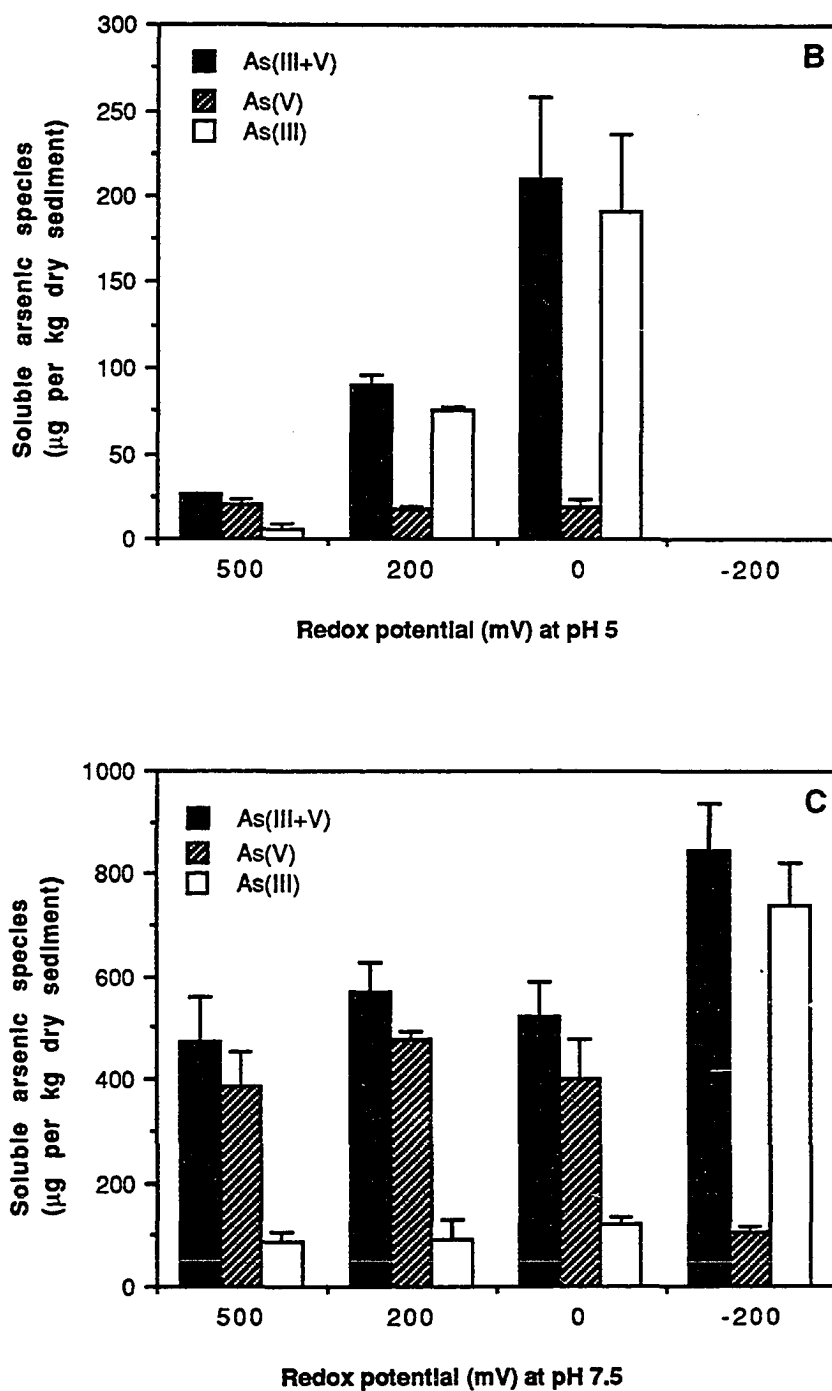 B
As(III+V)
As(V)
As(III)
Soluble arsenic species
(µg per kg dry sediment)
300
250
200
150
100
50
0
500 200 0 -200
Redox potential (mV) at pH 5
C
As(III+V)
As(V)
As(III)
Soluble arsenic species
(µg per kg dry sediment)
1000
800
600
400
200
0
500 200 0 -200
Redox potential (mV) at pH 7.5